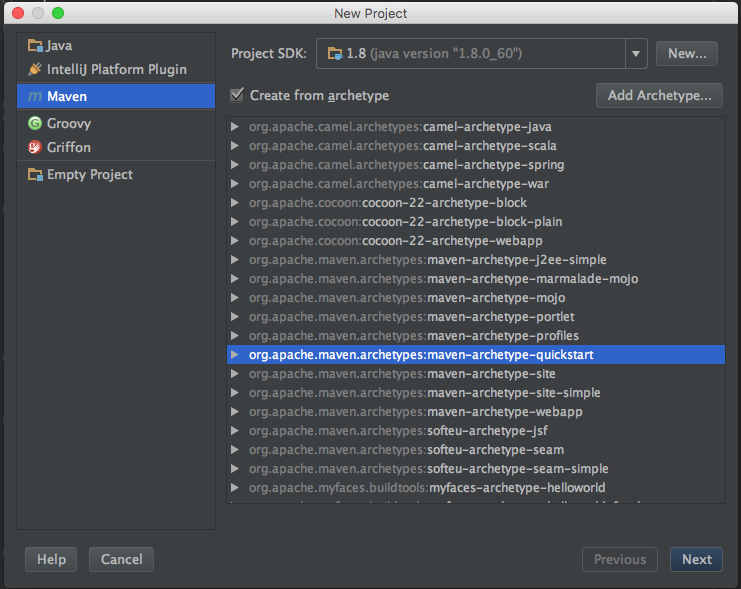 New Project
Java
IntelliJ Platform Plugin
Maven
Groovy
Griffon
Empty Project
Project SDK: 1.8 (java version "1.8.0_60") New...
Create from archetype Add Archetype...
org.apache.camel.archetypes:camel-archetype-java
org.apache.camel.archetypes:camel-archetype-scala
org.apache.camel.archetypes:camel-archetype-spring
org.apache.camel.archetypes:camel-archetype-war
org.apache.cocoon:cocoon-22-archetype-block
org.apache.cocoon:cocoon-22-archetype-block-plain
org.apache.cocoon:cocoon-22-archetype-webapp
org.apache.maven.archetypes:maven-archetype-j2ee-simple
org.apache.maven.archetypes:maven-archetype-marmalade-mojo
org.apache.maven.archetypes:maven-archetype-mojo
org.apache.maven.archetypes:maven-archetype-portlet
org.apache.maven.archetypes:maven-archetype-profiles
org.apache.maven.archetypes:maven-archetype-quickstart
org.apache.maven.archetypes:maven-archetype-site
org.apache.maven.archetypes:maven-archetype-site-simple
org.apache.maven.archetypes:maven-archetype-webapp
org.apache.maven.archetypes:softeu-archetype-jsf
org.apache.maven.archetypes:softeu-archetype-seam
org.apache.maven.archetypes:softeu-archetype-seam-simple
org.apache.myfaces.buildtools:myfaces-archetype-helloworld
Help Cancel Previous Next